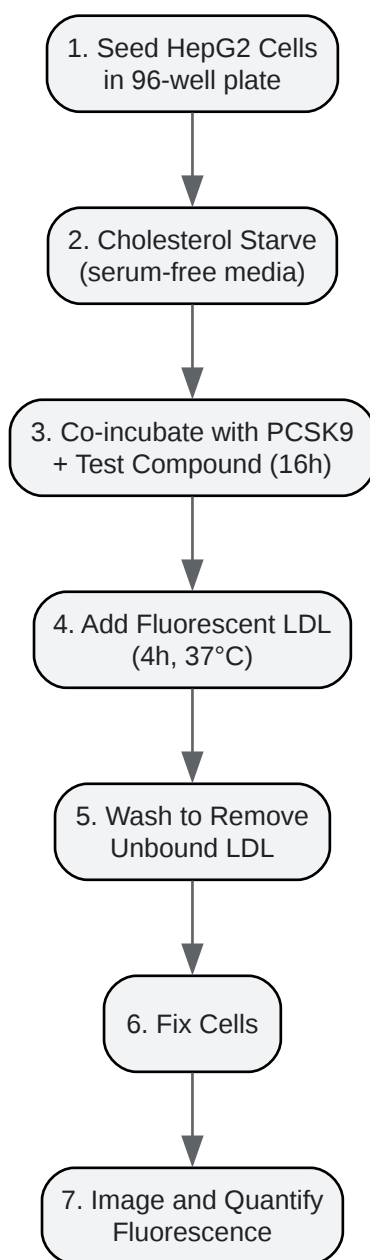 1. Seed HepG2 Cells
in 96-well plate
2. Cholesterol Starve
(serum-free media)
3. Co-incubate with PCSK9
+ Test Compound (16h)
4. Add Fluorescent LDL
(4h, 37°C)
5. Wash to Remove
Unbound LDL
6. Fix Cells
7. Image and Quantify
Fluorescence